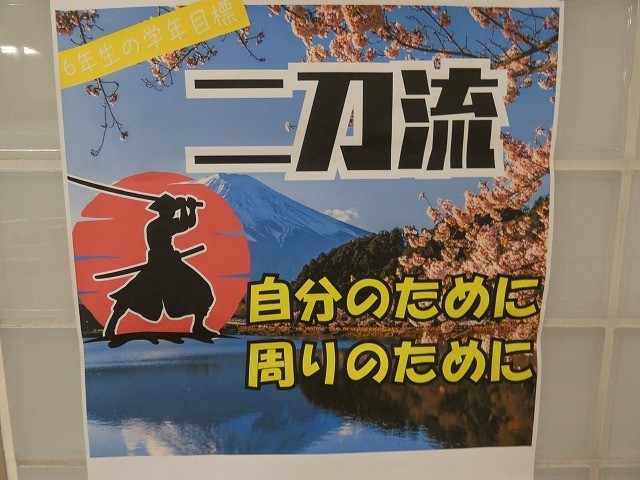 6年生の学年目標
二刀流
自分のために
周りのために